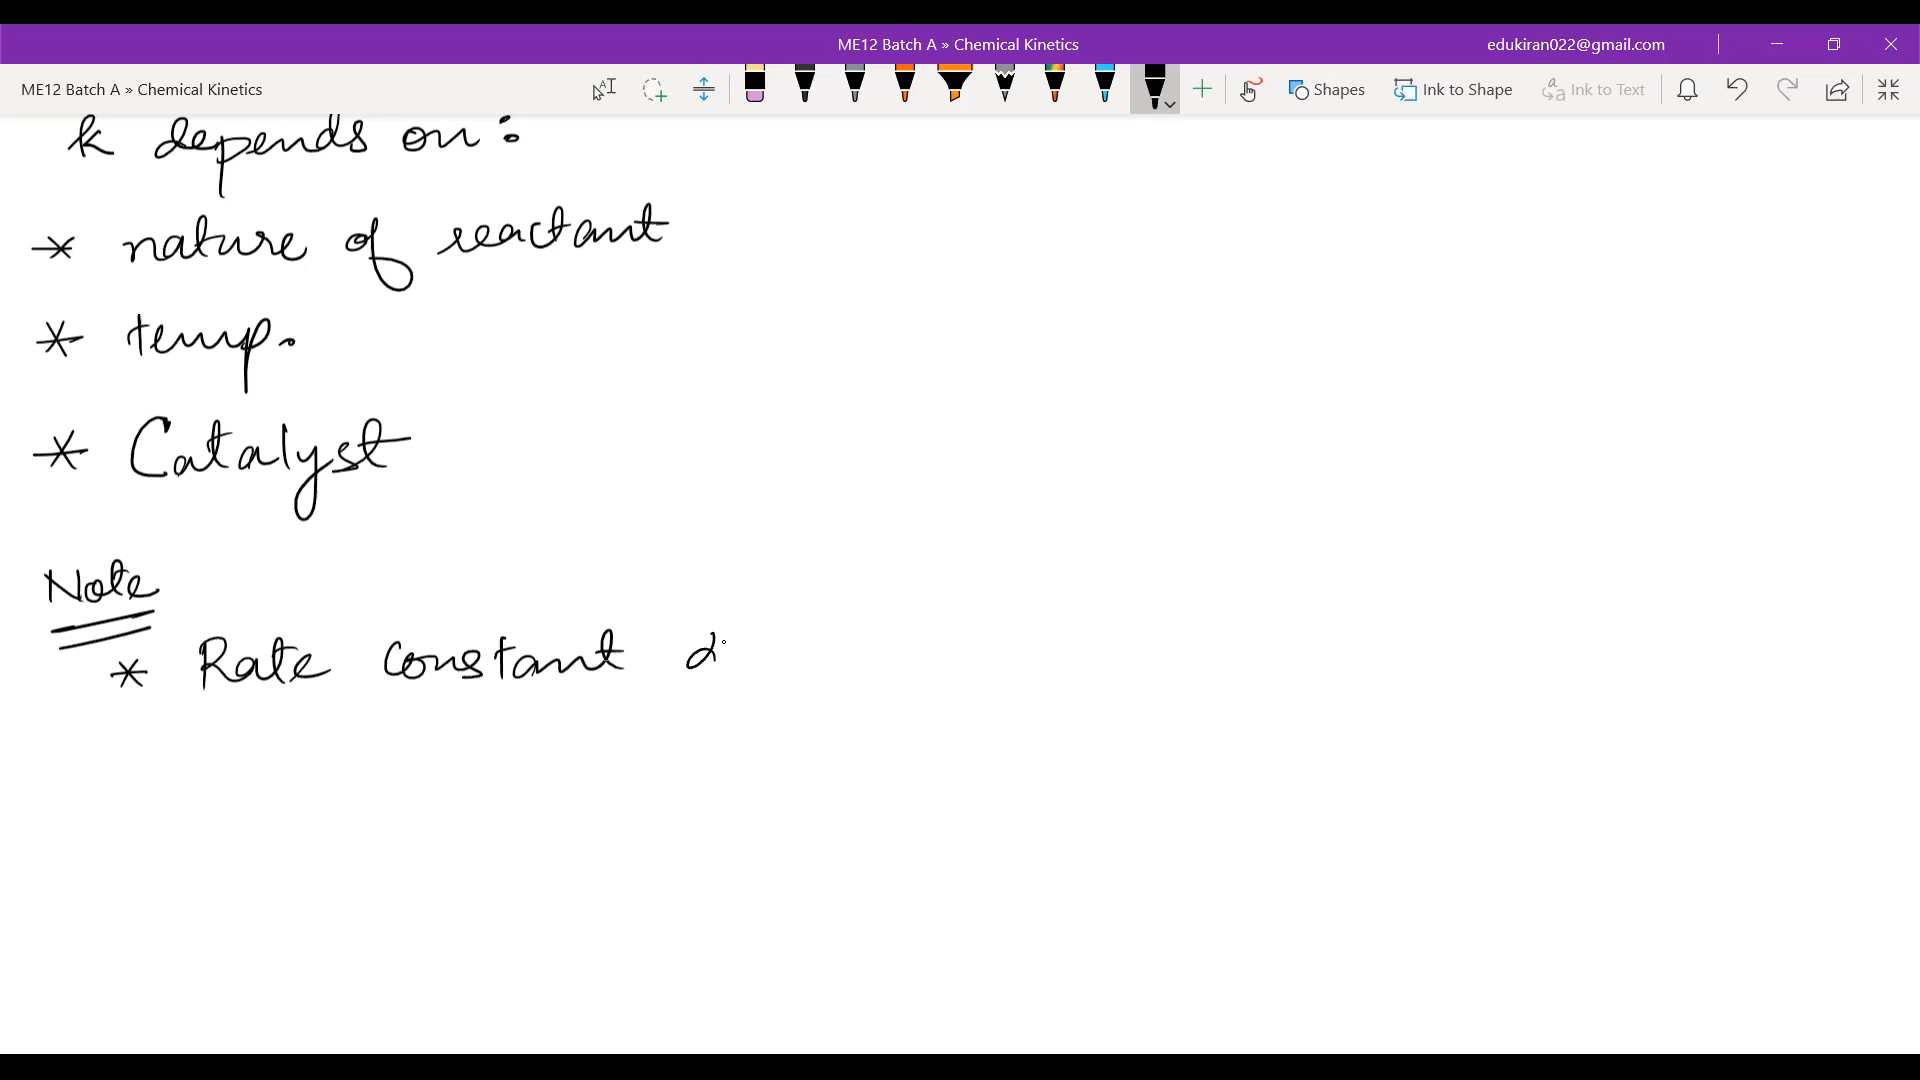 ME12 Batch A » Chemical Kinetics
edukiran022@gmail.com
ME12 Batch A » Chemical Kinetics
Shapes
Ink to Shape
Ink to Text
k depends on :
* nature of reactant
* temp.
* Catalyst
Note
* Rate constant